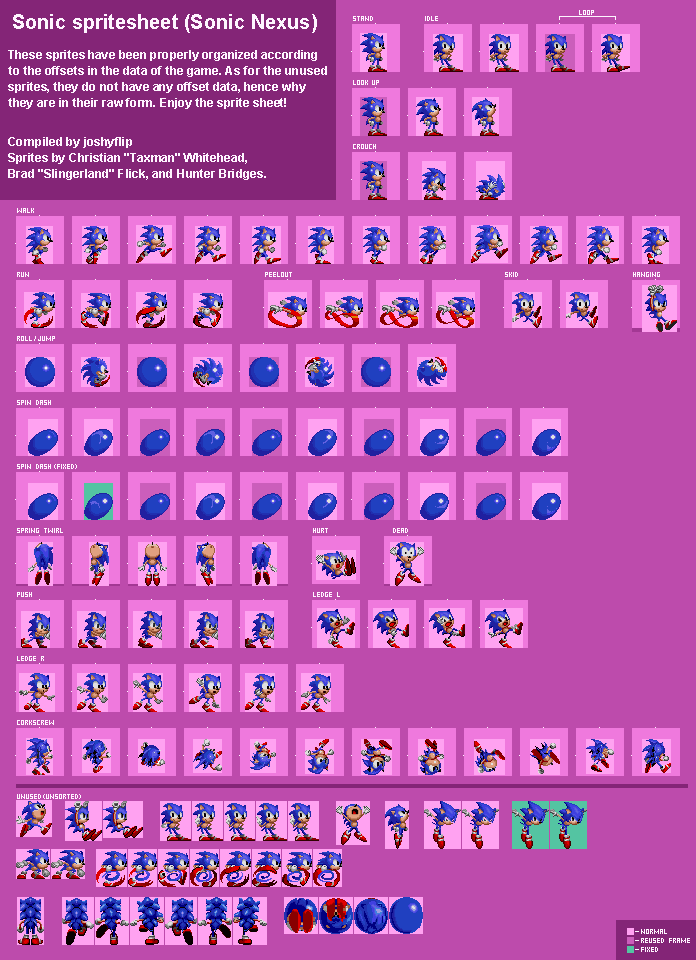 Sonic spritesheet (Sonic Nexus)
These sprites have been properly organized according
to the offsets in the data of the game. As for the unused
sprites, they do not have any offset data, hence why
they are in their raw form. Enjoy the sprite sheet!
Compiled by joshyflip
Sprites by Christian "Taxman" Whitehead,
Brad "Slingerland" Flick, and Hunter Bridges.
STAND
IDLE
LOOP
LOOK UP
CROUCH
WALK
RUN
PEELOUT
SKID
HANGING
ROLL/JUMP
SPIN DASH
SPIN DASH(FIXED)
SPRING TWIRL
HURT
DEAD
PUSH
LEDGE L
LEDGE R
CORKSCREW
UNUSED(UNSORTED)
-NORMAL
-REUSED FRAME
-FIXED